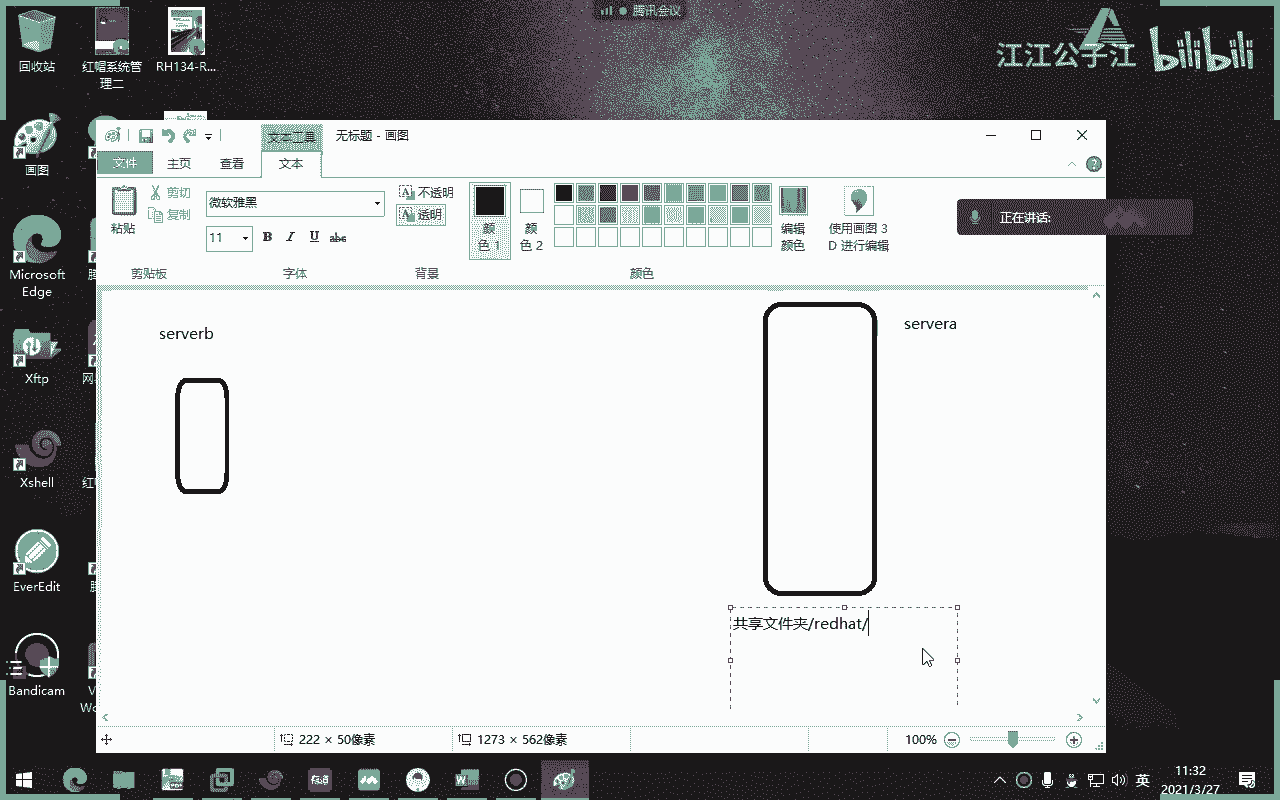 腾讯会议
江江公子江 bilibili
回收站
红帽系统管
理二
RH134-R...
画图
Microsoft
Edge
Xftp
Xshell
EverEdit
Bandicam
文本工具
无标题 - 画图
文件
主页
查看
文本
粘贴
剪切
复制
剪贴板
微软雅黑
11
B I U abc
字体
不透明
透明
背景
颜
色 1
颜
色 2
颜色
编辑
颜色
使用画图 3
D 进行编辑
正在讲话:
serverb
servera
共享文件夹/redhat/
222 × 50像素
1273 × 562像素
100%
英
11:32
2021/3/27